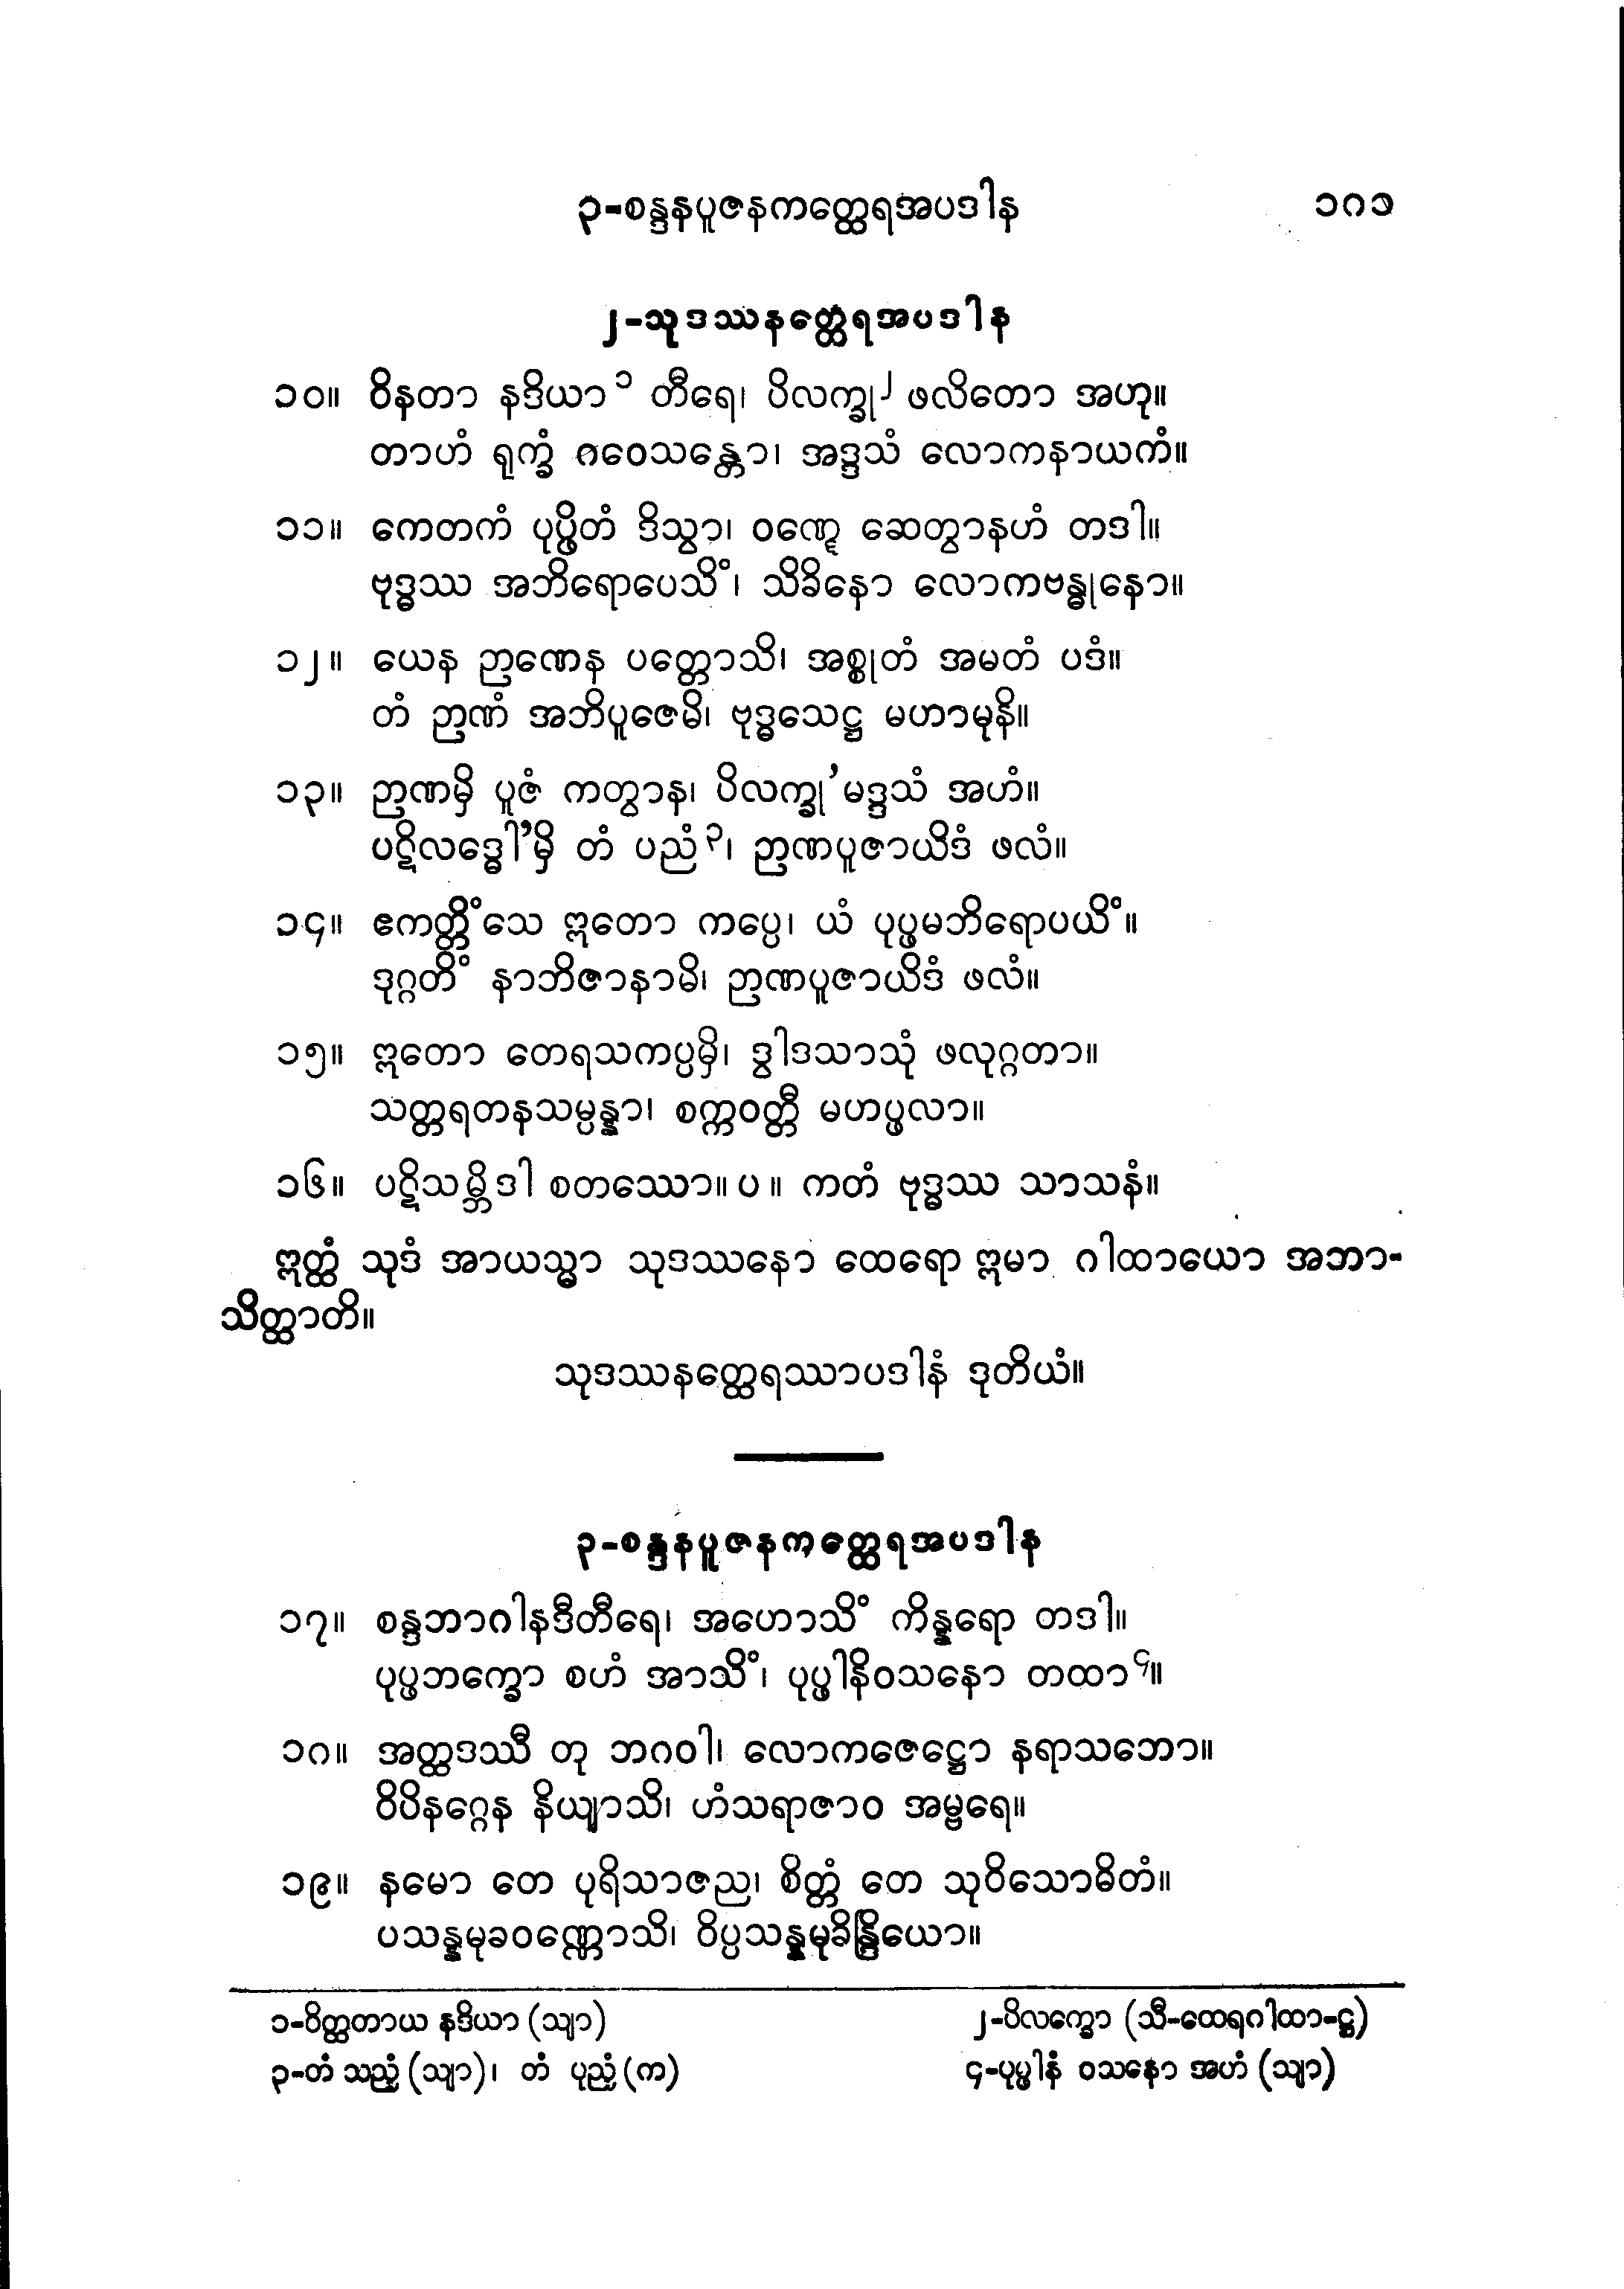 ၃-စန္ဒနပူဇနကတ္ထေရအပဒါန ၁၈၁
၂-သုဒဿနတ္ထေရအပဒါန
၁၀။ ဝိနတာ နဒိယာ၁ တီရေ၊ ပိလက္ခု၂ ဖလိတော အဟု။
တာဟံ ရုက္ခံ ဂဝေသန္တော၊ အဒ္ဒသံ လောကနာယကံ။
၁၁။ ကေတကံ ပုပ္ဖိတံ ဒိသွာ၊ ဝဏ္ဋေ ဆေတွာနဟံ တဒါ။
ဗုဒ္ဓဿ အဘိရောပေသိံ၊ သိခိနော လောကဗန္ဓုနော။
၁၂။ ယေန ဉာဏေန ပတ္တောသိ၊ အစ္စုတံ အမတံ ပဒံ။
တံ ဉာဏံ အဘိပူဇေမိ၊ ဗုဒ္ဓသေဋ္ဌ မဟာမုနိ။
၁၃။ ဉာဏမှိ ပူဇံ ကတွာန၊ ပိလက္ခု’မဒ္ဒသံ အဟံ။
ပဋိလဒ္ဓေါ’မှိ တံ ပညံ၃၊ ဉာဏပူဇာယိဒံ ဖလံ။
၁၄။ ဧကတ္တိံသေ ဣတော ကပ္ပေ၊ ယံ ပုပ္ဖမဘိရောပယိံ။
ဒုဂ္ဂတိံ နာဘိဇာနာမိ၊ ဉာဏပူဇာယိဒံ ဖလံ။
၁၅။ ဣတော တေရသကပ္ပမှိ၊ ဒွါဒသာသုံ ဖလုဂ္ဂတာ။
သတ္တရတနသမ္ပန္နာ၊ စက္ကဝတ္တီ မဟပ္ဖလာ။
၁၆။ ပဋိသမ္ဘိဒါ စတဿော။ပ။ ကတံ ဗုဒ္ဓဿ သာသနံ။
ဣတ္ထံ သုဒံ အာယသ္မာ သုဒဿနော ထေရော ဣမာ ဂါထာယော အဘာ-
သိတ္ထာတိ။
သုဒဿနတ္ထေရဿာပဒါနံ ဒုတိယံ။
၃-စန္ဒနပူဇနကတ္ထေရအပဒါန
၁၇။ စန္ဒဘာဂါနဒီတီရေ၊ အဟောသိံ ကိန္နရော တဒါ။
ပုပ္ဖဘက္ခော စဟံ အာသိံ၊ ပုပ္ဖါနိဝသနော တထာ၄။
၁၈။ အတ္ထဒဿီ တု ဘဂဝါ၊ လောကဇေဋ္ဌော နရာသဘော။
ဝိပိနဂ္ဂေန နိယျာသိ၊ ဟံသရာဇာဝ အမ္ဗရေ။
၁၉။ နမော တေ ပုရိသာဇည၊ စိတ္တံ တေ သုဝိသောဓိတံ။
ပသန္နမုခဝဏ္ဏောသိ၊ ဝိပ္ပသန္နမုခိန္ဒြိယော။
၁-ဝိတ္ထတာယ နဒိယာ (သျာ) ၂-ပိလက္ခော (သီ-ထေရဂါထာ-ဋ္ဌ)
၃-တံ သညံ့ (သျာ)၊ တံ ပုညံ့ (က) ၄-ပုပ္ဖါနံ ဝသနော အဟံ (သျာ)